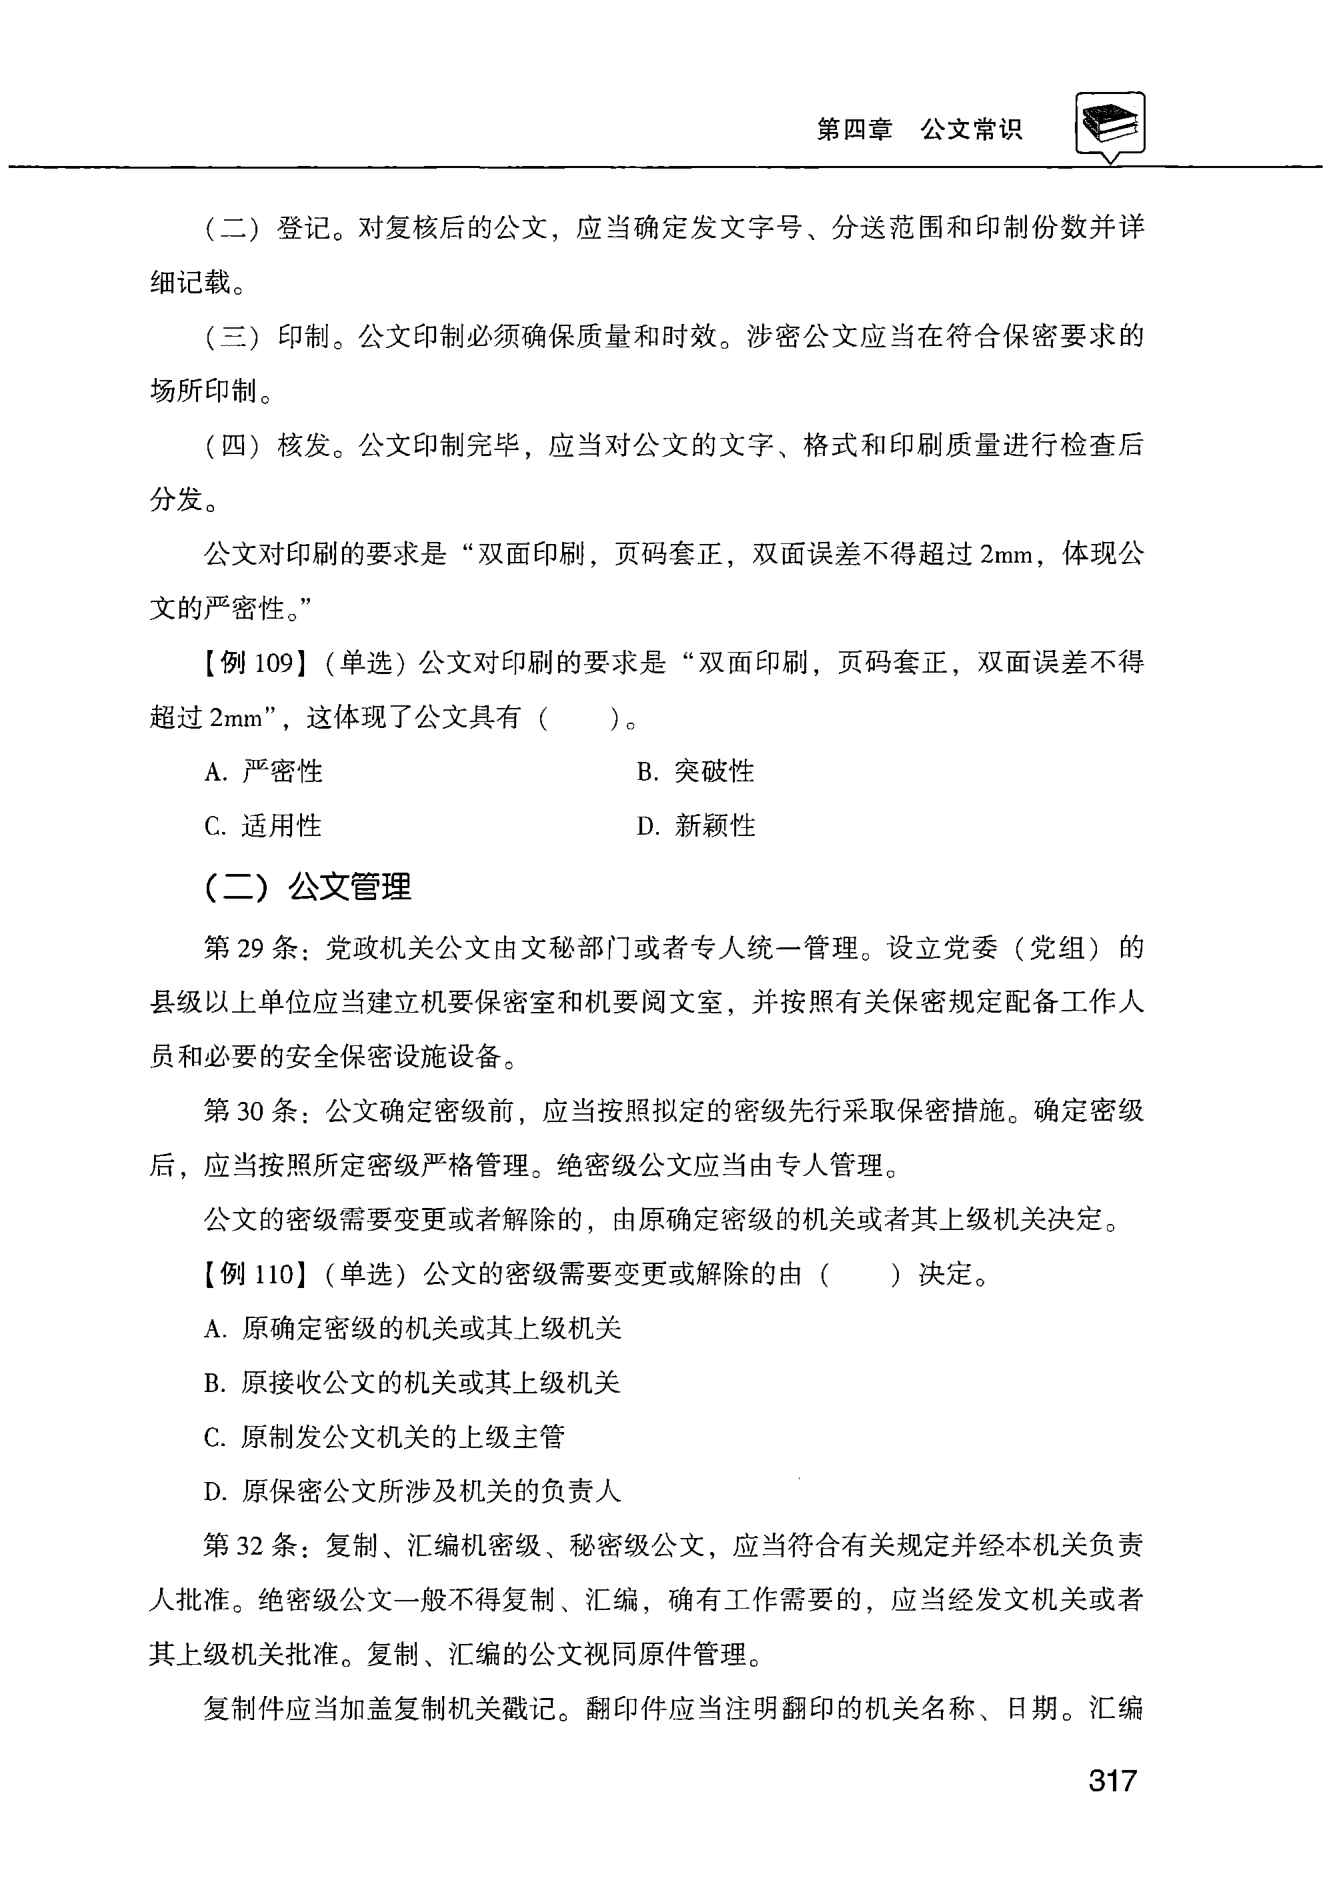 第四章 公文常识
（二）登记。对复核后的公文，应当确定发文字号、分送范围和印制份数并详
细记载。
（三）印制。公文印制必须确保质量和时效。涉密公文应当在符合保密要求的
场所印制。
（四）核发。公文印制完毕，应当对公文的文字、格式和印刷质量进行检查后
分发。
公文对印刷的要求是“双面印刷，页码套正，双面误差不得超过 2mm，体现公
文的严密性。”
【例 109】（单选）公文对印刷的要求是“双面印刷，页码套正，双面误差不得
超过 2mm”，这体现了公文具有（　　）。
A. 严密性　　B. 突破性
C. 适用性　　D. 新颖性
（二）公文管理
第 29 条：党政机关公文由文秘部门或者专人统一管理。设立党委（党组）的
县级以上单位应当建立机要保密室和机要阅文室，并按照有关保密规定配备工作人
员和必要的安全保密设施设备。
第 30 条：公文确定密级前，应当按照拟定的密级先行采取保密措施。确定密级
后，应当按照所定密级严格管理。绝密级公文应当由专人管理。
公文的密级需要变更或者解除的，由原确定密级的机关或者其上级机关决定。
【例 110】（单选）公文的密级需要变更或解除的由（　　）决定。
A. 原确定密级的机关或其上级机关
B. 原接收公文的机关或其上级机关
C. 原制发公文机关的上级主管
D. 原保密公文所涉及机关的负责人
第 32 条：复制、汇编机密级、秘密级公文，应当符合有关规定并经本机关负责
人批准。绝密级公文一般不得复制、汇编，确有工作需要的，应当经发文机关或者
其上级机关批准。复制、汇编的公文视同原件管理。
复制件应当加盖复制机关戳记。翻印件应当注明翻印的机关名称、日期。汇编
317